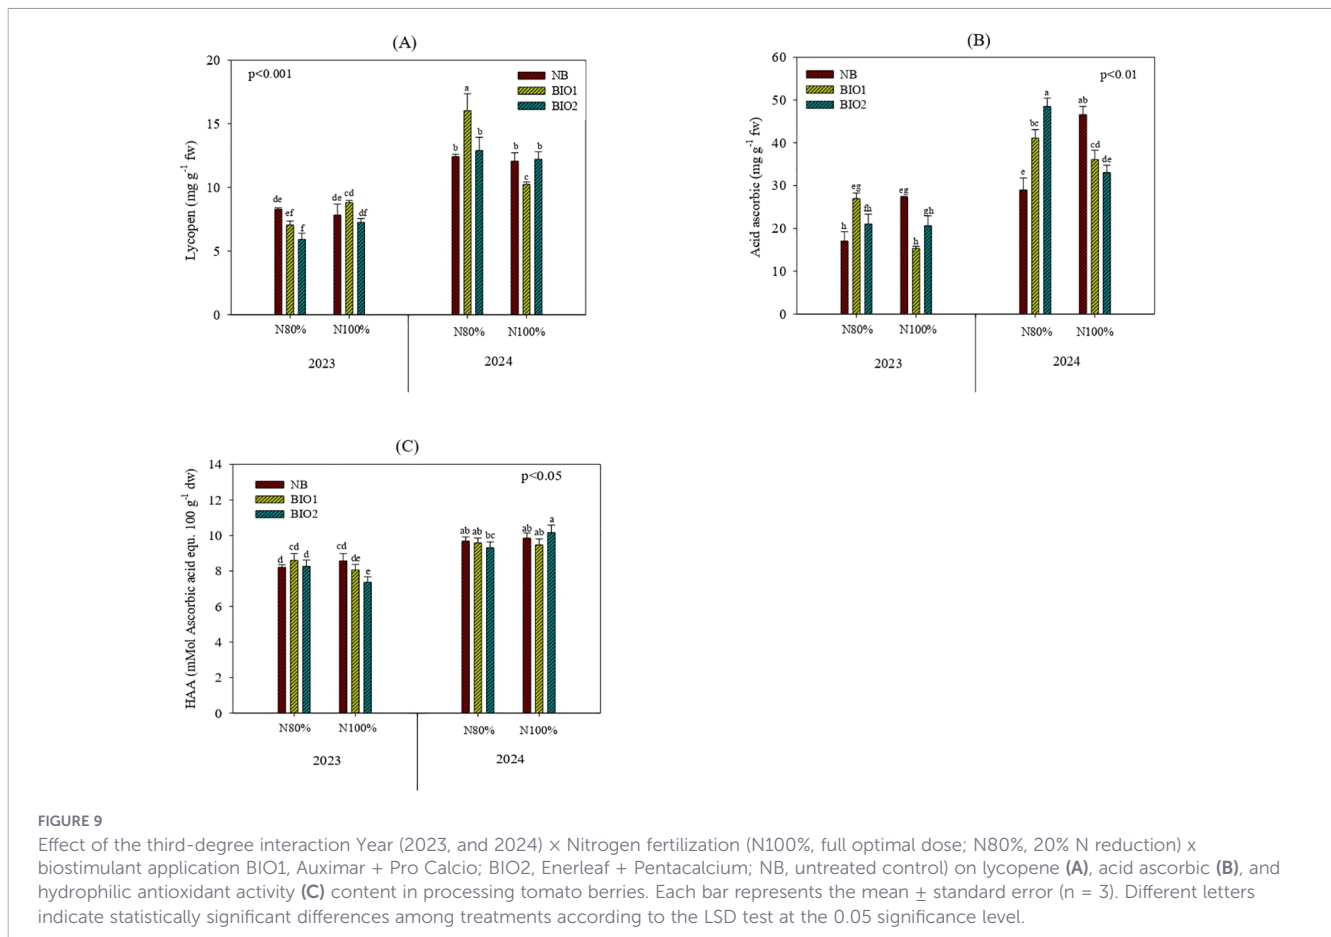 (A)
p<0.001
NB
BIO1
BIO2
Lycopen (mg g-1 fw)
20
15
10
5
0
de
ef
f
de
cd
df
b
a
b
b
c
b
N80%
N100%
N80%
N100%
2023
2024
(B)
p<0.01
NB
BIO1
BIO2
Acid ascorbic (mg g-1 fw)
60
50
40
30
20
10
0
h
eg
fh
eg
h
gh
e
bc
a
ab
cd
de
N80%
N100%
N80%
N100%
2023
2024
(C)
p<0.05
NB
BIO1
BIO2
HAA (mMol Ascorbic acid equ. 100 g-1 dw)
14
12
10
8
6
4
2
0
d
cd
d
cd
de
e
ab
ab
bc
ab
ab
a
N80%
N100%
N80%
N100%
2023
2024
FIGURE 9
Effect of the third-degree interaction Year (2023, and 2024) × Nitrogen fertilization (N100%, full optimal dose; N80%, 20% N reduction) x
biostimulant application BIO1, Auximar + Pro Calcio; BIO2, Enerleaf + Pentacalcium; NB, untreated control) on lycopene (A), acid ascorbic (B), and
hydrophilic antioxidant activity (C) content in processing tomato berries. Each bar represents the mean ± standard error (n = 3). Different letters
indicate statistically significant differences among treatments according to the LSD test at the 0.05 significance level.